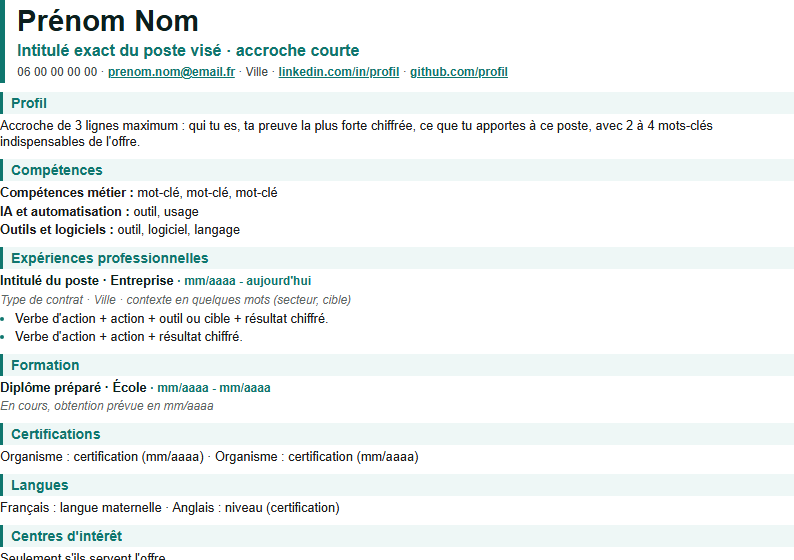 Prénom Nom
Intitulé exact du poste visé · accroche courte
06 00 00 00 00 · prenom.nom@email.fr · Ville · linkedin.com/in/profil · github.com/profil
Profil
Accroche de 3 lignes maximum : qui tu es, ta preuve la plus forte chiffrée, ce que tu apportes à ce poste, avec 2 à 4 mots-clés
indispensables de l'offre.
Compétences
Compétences métier : mot-clé, mot-clé, mot-clé
IA et automatisation : outil, usage
Outils et logiciels : outil, logiciel, langage
Expériences professionnelles
Intitulé du poste · Entreprise · mm/aaaa - aujourd'hui
Type de contrat · Ville · contexte en quelques mots (secteur, cible)
• Verbe d'action + action + outil ou cible + résultat chiffré.
• Verbe d'action + action + résultat chiffré.
Formation
Diplôme préparé · École · mm/aaaa - mm/aaaa
En cours, obtention prévue en mm/aaaa
Certifications
Organisme : certification (mm/aaaa) · Organisme : certification (mm/aaaa)
Langues
Français : langue maternelle · Anglais : niveau (certification)
Centres d'intérêt
Seulement s'ils servent l'offre.